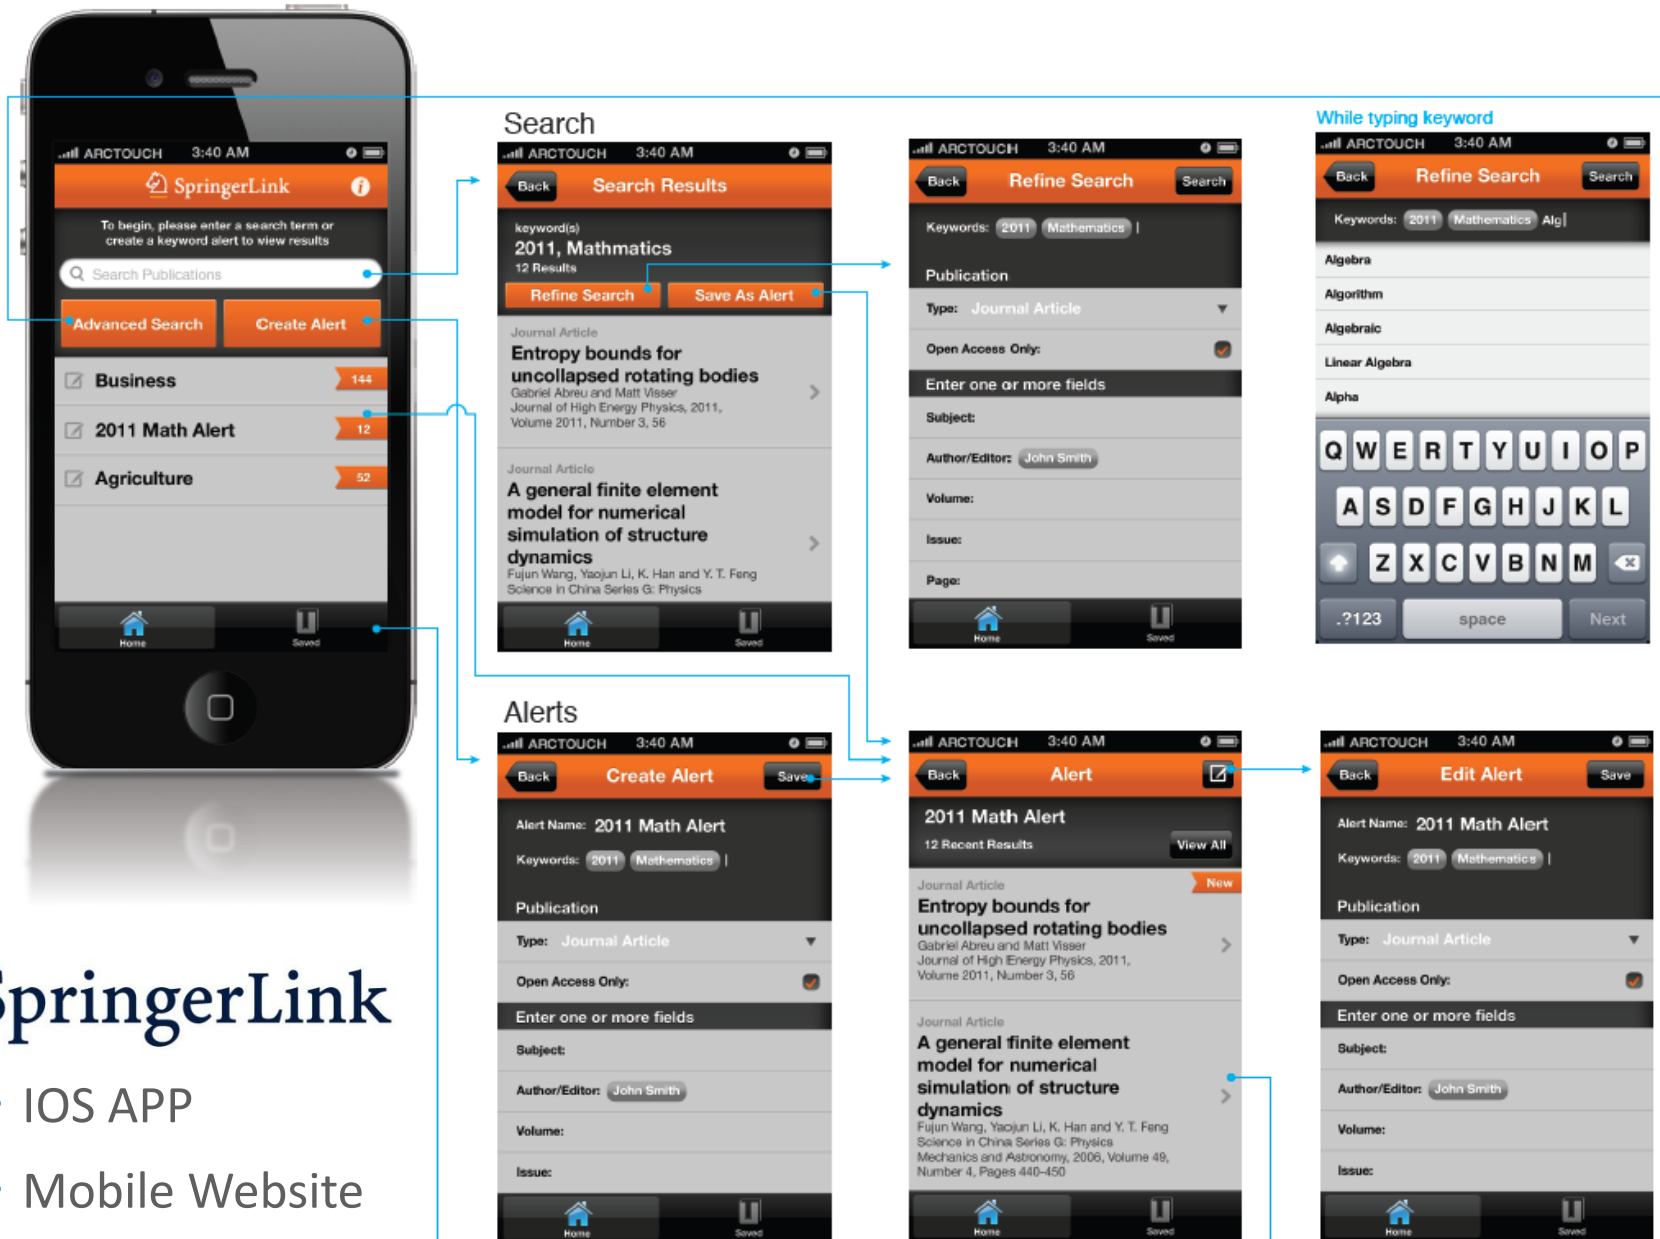 ARCTOUCH 3:40 AM
SpringerLink
To begin, please enter a search term or
create a keyword alert to view results
Search Publications
Advanced Search Create Alert
Business 144
2011 Math Alert 12
Agriculture 52
Home Saved
SpringerLink
IOS APP
Mobile Website
Search
ARCTOUCH 3:40 AM
Back Search Results
keyword(s)
2011, Mathmatics
12 Results
Refine Search Save As Alert
Journal Article
Entropy bounds for
uncollapsed rotating bodies
Gabriel Abreu and Matt Visser
Journal of High Energy Physics, 2011,
Volume 2011, Number 3, 56
Journal Article
A general finite element
model for numerical
simulation of structure
dynamics
Fujun Wang, Yaojun Li, K. Han and Y. T. Feng
Science in China Series G: Physics
Home Saved
ARCTOUCH 3:40 AM
Back Refine Search Search
Keywords: 2011 Mathematics
Publication
Type: Journal Article
Open Access Only:
Enter one or more fields
Subject:
Author/Editor: John Smith
Volume:
Issue:
Page:
Home Saved
While typing keyword
ARCTOUCH 3:40 AM
Back Refine Search Search
Keywords: 2011 Mathematics Alg
Algebra
Algorithm
Algebraic
Linear Algebra
Alpha
Q W E R T Y U I O P
A S D F G H J K L
Z X C V B N M
.?123 space Next
Alerts
ARCTOUCH 3:40 AM
Back Create Alert Save
Alert Name: 2011 Math Alert
Keywords: 2011 Mathematics
Publication
Type: Journal Article
Open Access Only:
Enter one or more fields
Subject:
Author/Editor: John Smith
Volume:
Issue:
Home Saved
ARCTOUCH 3:40 AM
Back Alert
2011 Math Alert
12 Recent Results View All
Journal Article New
Entropy bounds for
uncollapsed rotating bodies
Gabriel Abreu and Matt Visser
Journal of High Energy Physics, 2011,
Volume 2011, Number 3, 56
Journal Article
A general finite element
model for numerical
simulation of structure
dynamics
Fujun Wang, Yaojun Li, K. Han and Y. T. Feng
Science in China Series G: Physics
Mechanics and Astronomy, 2006, Volume 49,
Number 4, Pages 440-450
Home Saved
ARCTOUCH 3:40 AM
Back Edit Alert Save
Alert Name: 2011 Math Alert
Keywords: 2011 Mathematics
Publication
Type: Journal Article
Open Access Only:
Enter one or more fields
Subject:
Author/Editor: John Smith
Volume:
Issue:
Home Saved